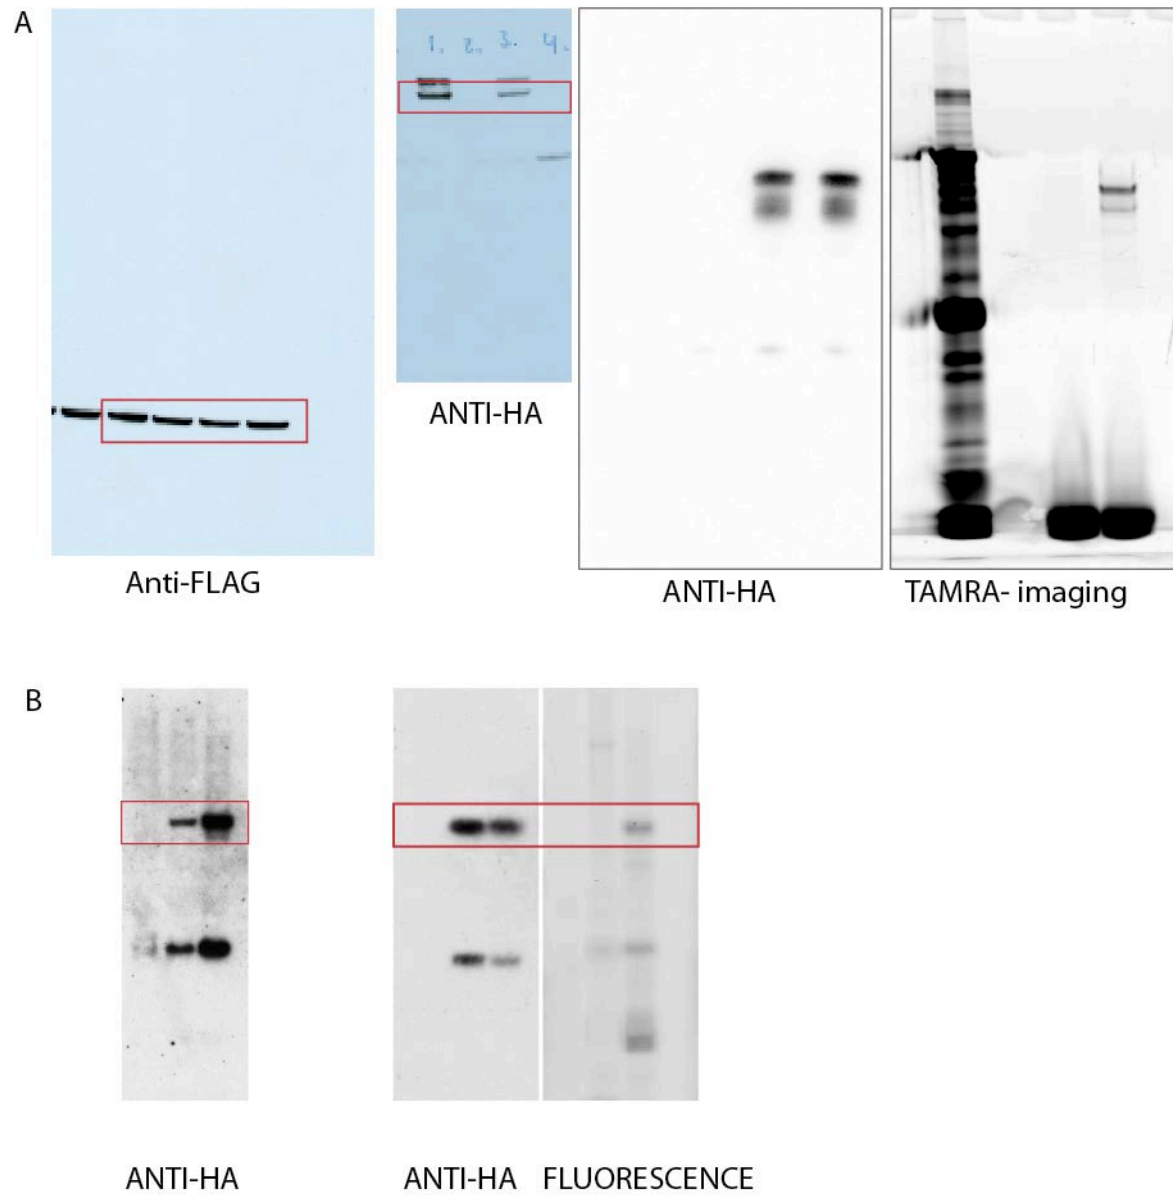 A
1. 2. 3. 4.
Anti-FLAG
ANTI-HA
ANTI-HA
TAMRA- imaging
B
ANTI-HA
ANTI-HA
FLUORESCENCE